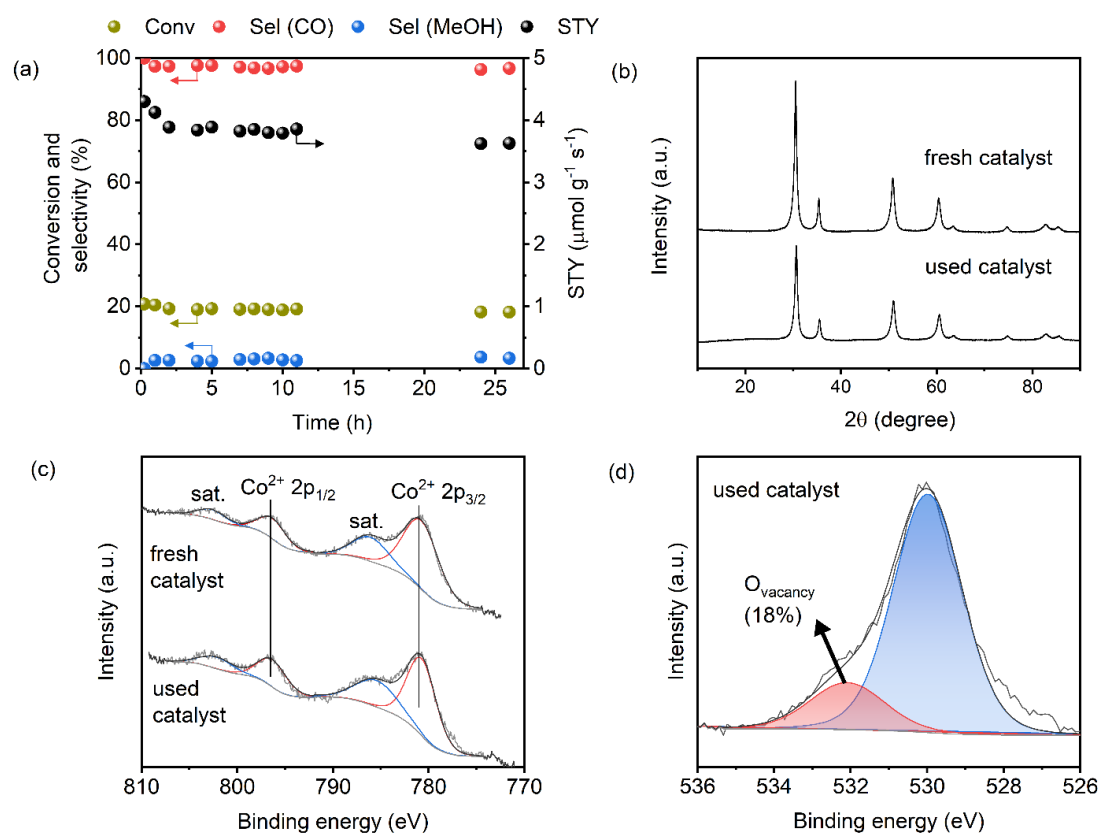 Conv Sel (CO) Sel (MeOH) STY
(a)
100
80
60
40
20
0
Conversion and
selectivity (%)
5
4
3
2
1
0
STY (μmol g⁻¹ s⁻¹)
0 5 10 15 20 25
Time (h)
(b)
Intensity (a.u.)
fresh catalyst
used catalyst
20 40 60 80
2θ (degree)
(c)
Intensity (a.u.)
sat.
Co²⁺ 2p₁/₂
Co²⁺ 2p₃/₂
sat.
fresh
catalyst
used
catalyst
810 800 790 780 770
Binding energy (eV)
(d)
Intensity (a.u.)
used catalyst
Ovacancy
(18%)
536 534 532 530 528 526
Binding energy (eV)